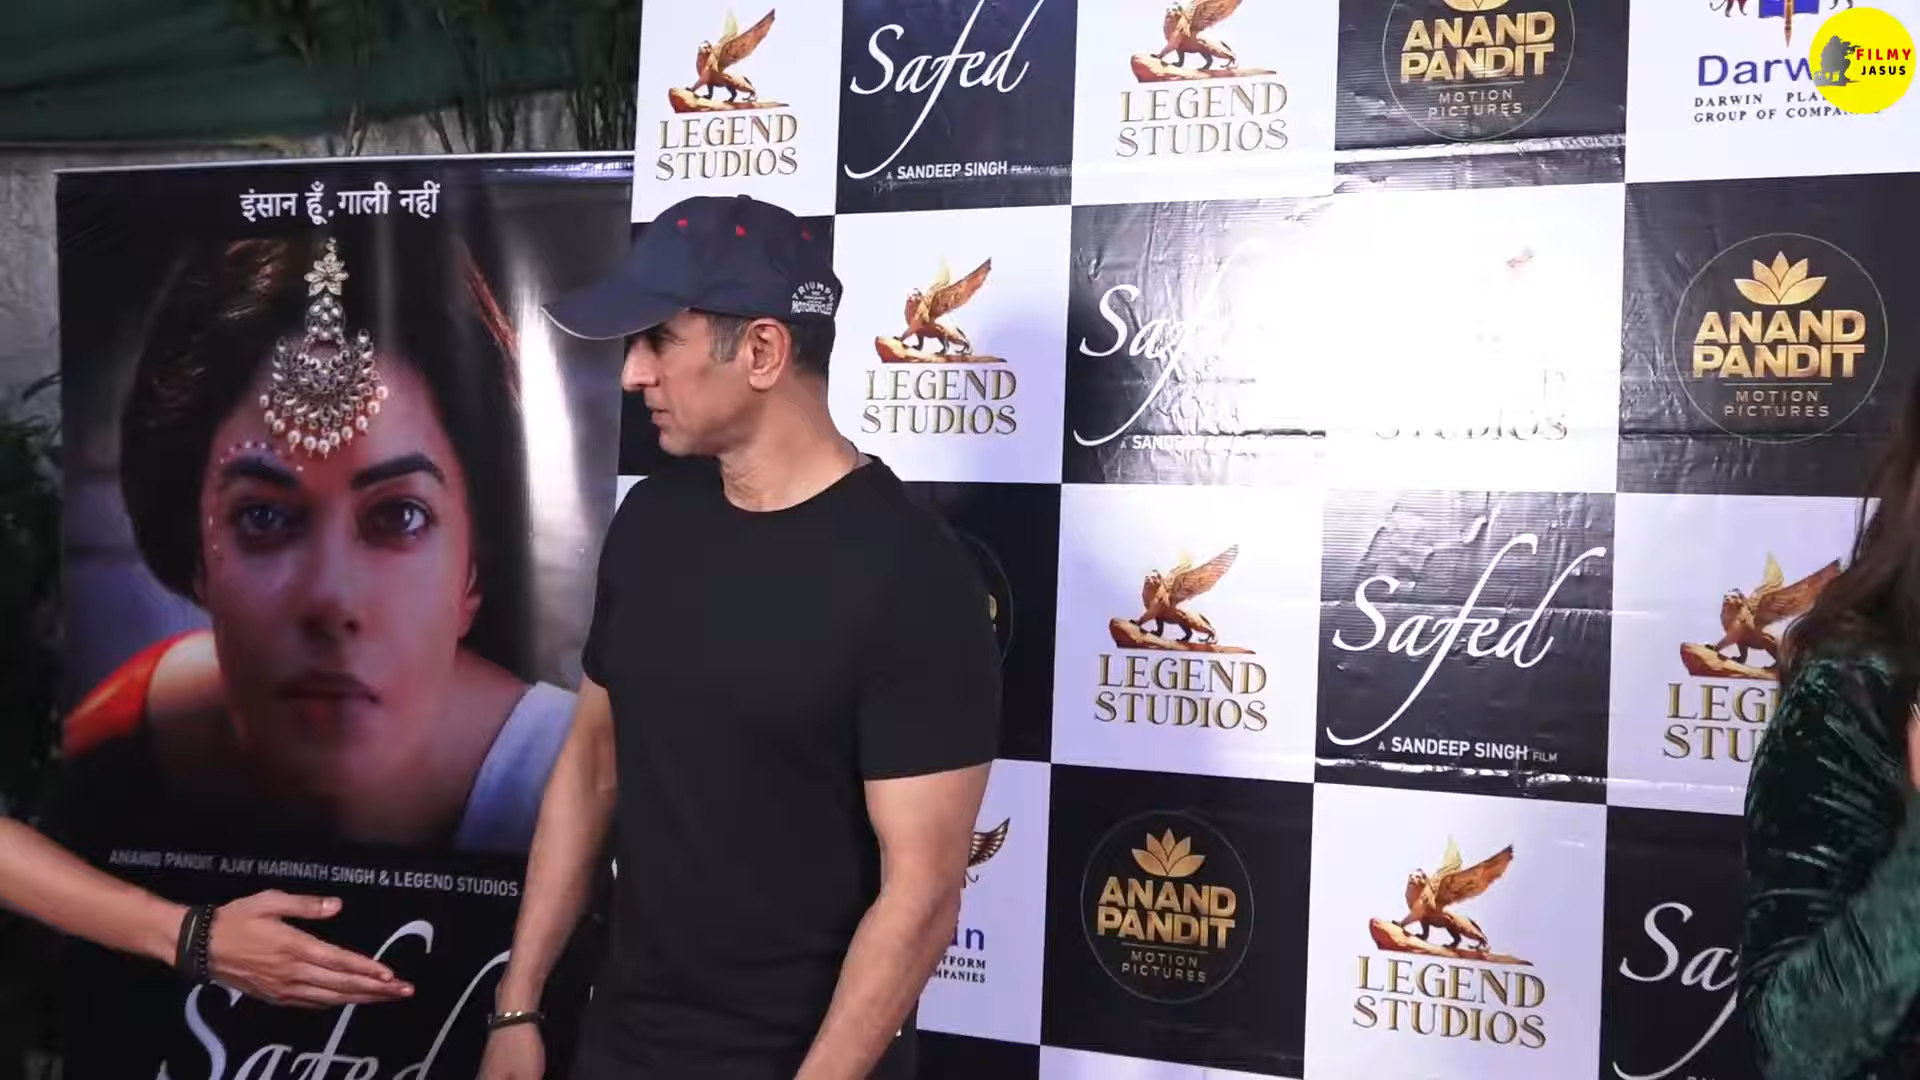 इंसान हूँ, गाली नहीं
ANAND PANDIT AJAY HARINATH SINGH & LEGEND STUDIOS
Safed
LEGEND
STUDIOS
Safed
A SANDEEP SINGH FILM
LEGEND
STUDIOS
ANAND
PANDIT
MOTION
PICTURES
DARWIN
GROUP OF
FILMY
JASUS
TRIUMPH
MOTORCYCLES
LEGEND
STUDIOS
A
STUDIOS
ANAND
PANDIT
MOTION
PICTURES
LEGEND
STUDIOS
Safed
A SANDEEP SINGH FILM
ANAND
PANDIT
MOTION
PICTURES
LEGEND
STUDIOS